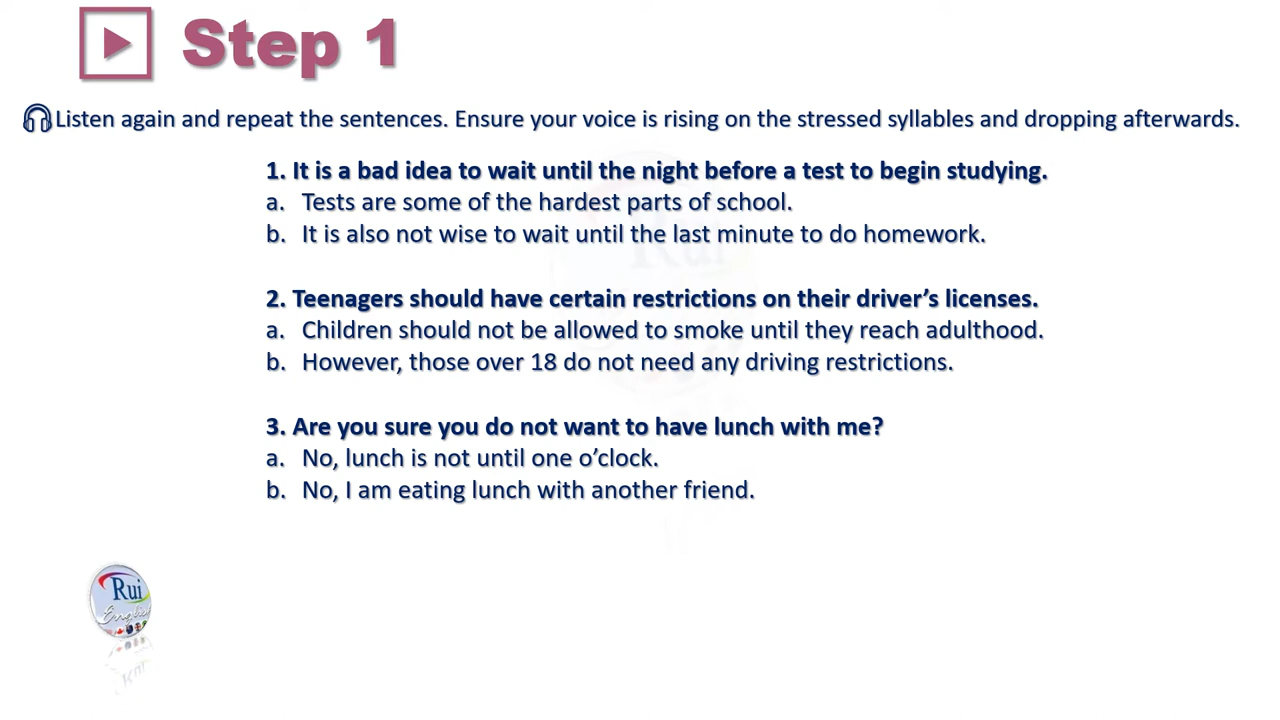 Step 1
Listen again and repeat the sentences. Ensure your voice is rising on the stressed syllables and dropping afterwards.
1. It is a bad idea to wait until the night before a test to begin studying.
a. Tests are some of the hardest parts of school.
b. It is also not wise to wait until the last minute to do homework.
2. Teenagers should have certain restrictions on their driver’s licenses.
a. Children should not be allowed to smoke until they reach adulthood.
b. However, those over 18 do not need any driving restrictions.
3. Are you sure you do not want to have lunch with me?
a. No, lunch is not until one o’clock.
b. No, I am eating lunch with another friend.
Rui
English